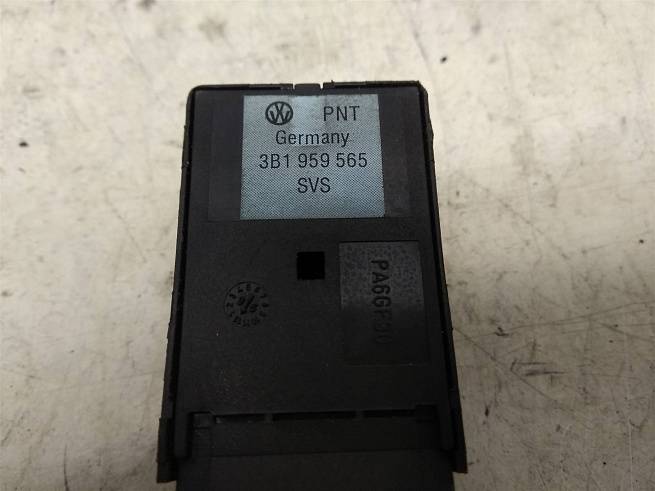 PNT
Germany
3B1 959 565
SVS
PA6GF30